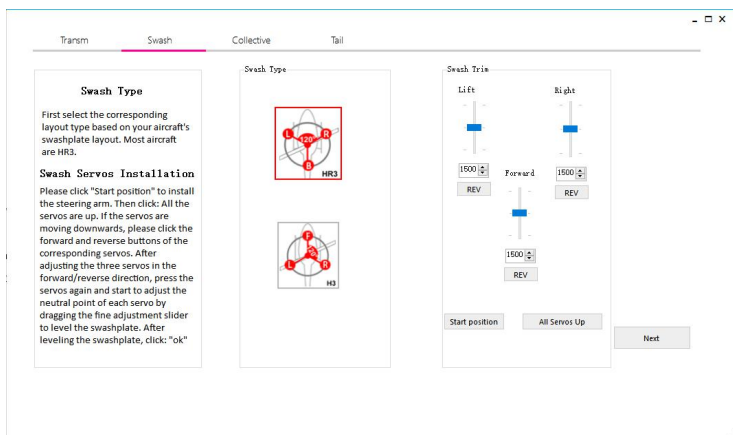 Transm
Swash
Collective
Tail
Swash Type
First select the corresponding
layout type based on your aircraft's
swashplate layout. Most aircraft
are HR3.
Swash Servos Installation
Please click "Start position" to install
the steering arm. Then click: All the
servos are up. If the servos are
moving downwards, please click the
forward and reverse buttons of the
corresponding servos. After
adjusting the three servos in the
forward/reverse direction, press the
servos again and start to adjust the
neutral point of each servo by
dragging the fine adjustment slider
to level the swashplate. After
leveling the swashplate, click: "ok"
Swash Type
L
120°
R
B
HR3
F
L
R
H3
Swash Trim
Lift
Right
1500
Forward
1500
REV
REV
1500
REV
Start position
All Servos Up
Next